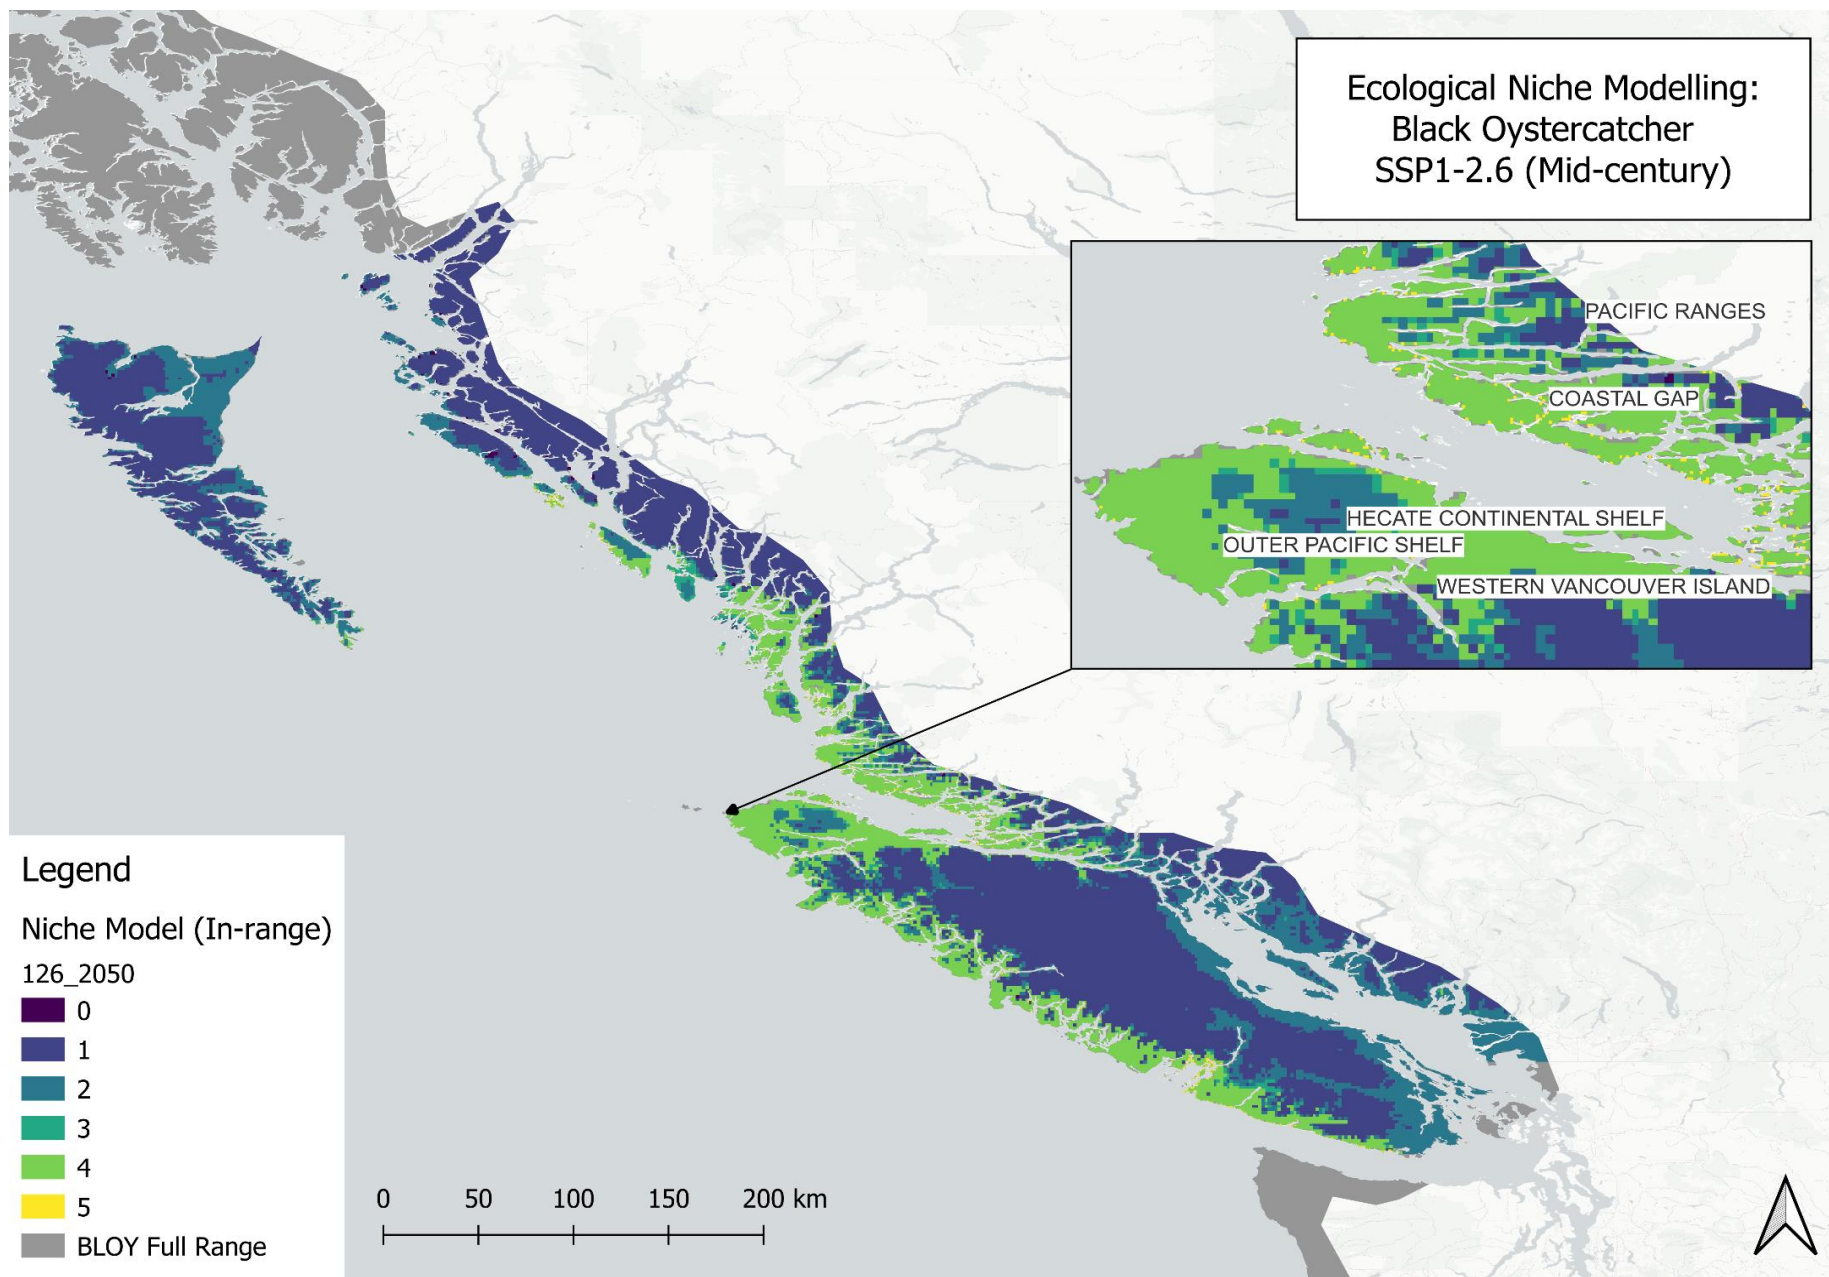 Ecological Niche Modelling:
Black Oystercatcher
SSP1-2.6 (Mid-century)
PACIFIC RANGES
COASTAL GAP
HECATE CONTINENTAL SHELF
OUTER PACIFIC SHELF
WESTERN VANCOUVER ISLAND
Legend
Niche Model (In-range)
126_2050
0
1
2
3
4
5
BLOY Full Range
0 50 100 150 200 km